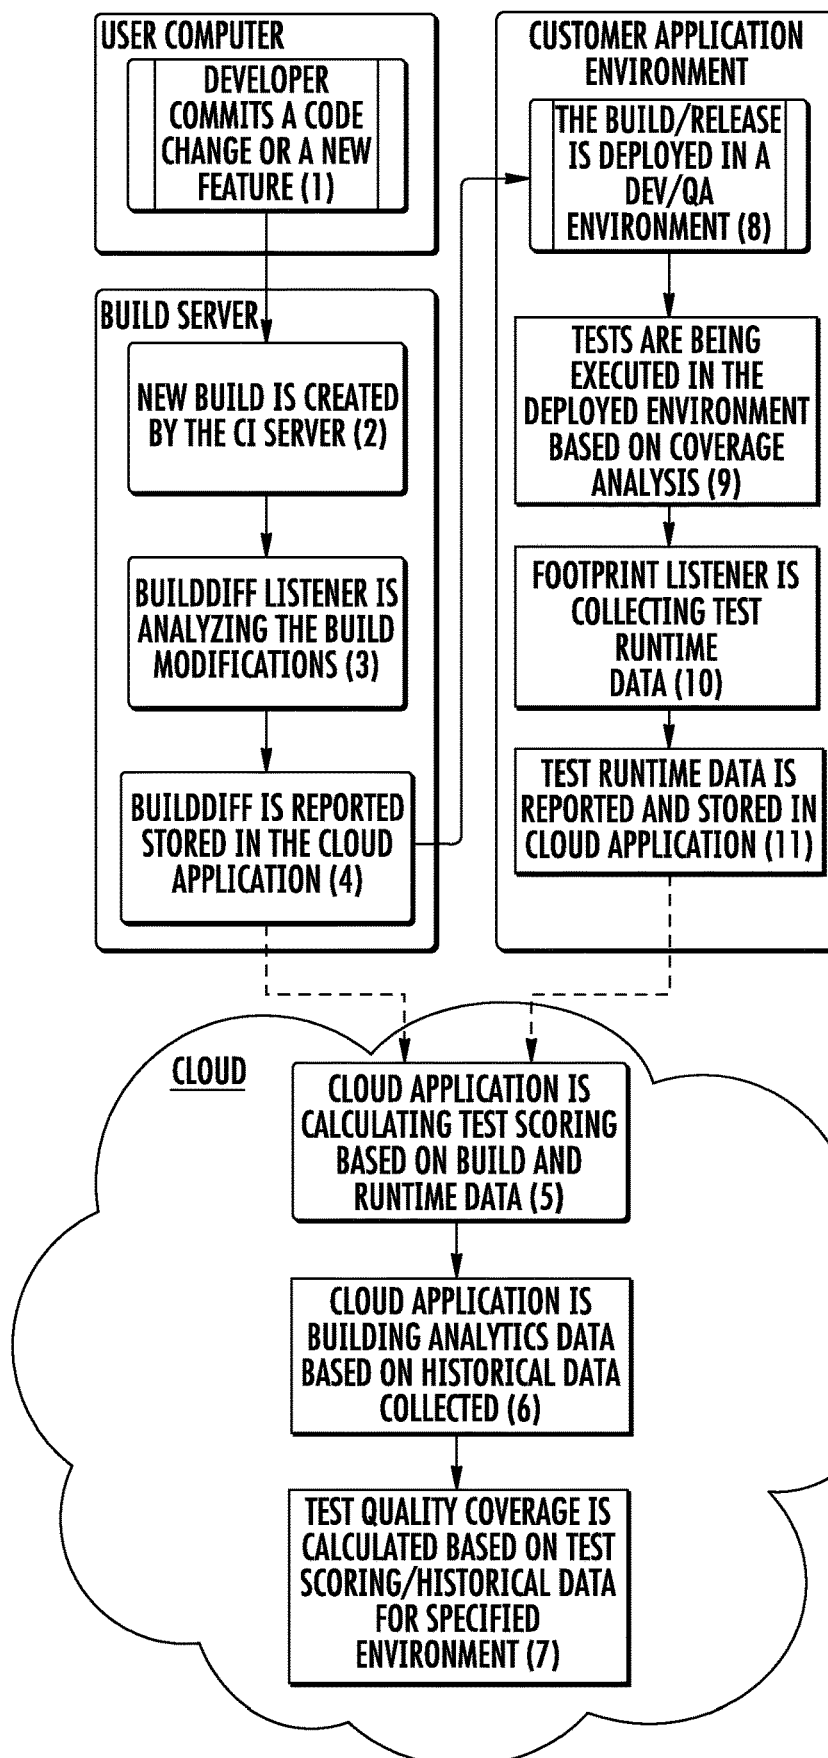 USER COMPUTER
DEVELOPER
COMMITS A CODE
CHANGE OR A NEW
FEATURE (1)
BUILD SERVER
NEW BUILD IS CREATED
BY THE CI SERVER (2)
BUILDDIFF LISTENER IS
ANALYZING THE BUILD
MODIFICATIONS (3)
BUILDDIFF IS REPORTED
STORED IN THE CLOUD
APPLICATION (4)
CUSTOMER APPLICATION
ENVIRONMENT
THE BUILD/RELEASE
IS DEPLOYED IN A
DEV/QA
ENVIRONMENT (8)
TESTS ARE BEING
EXECUTED IN THE
DEPLOYED ENVIRONMENT
BASED ON COVERAGE
ANALYSIS (9)
FOOTPRINT LISTENER IS
COLLECTING TEST
RUNTIME
DATA (10)
TEST RUNTIME DATA IS
REPORTED AND STORED IN
CLOUD APPLICATION (11)
CLOUD
CLOUD APPLICATION IS
CALCULATING TEST SCORING
BASED ON BUILD AND
RUNTIME DATA (5)
CLOUD APPLICATION IS
BUILDING ANALYTICS DATA
BASED ON HISTORICAL DATA
COLLECTED (6)
TEST QUALITY COVERAGE IS
CALCULATED BASED ON TEST
SCORING/HISTORICAL DATA
FOR SPECIFIED
ENVIRONMENT (7)